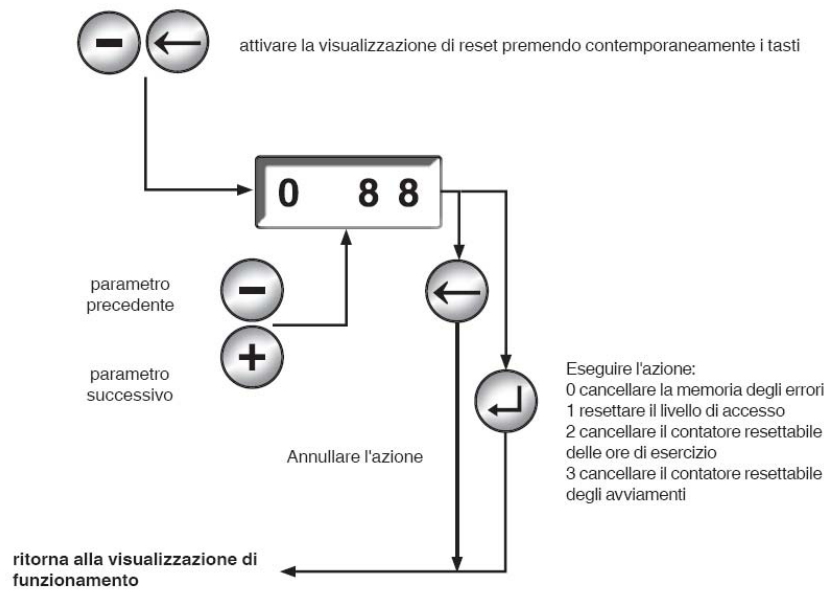 attivare la visualizzazione di reset premendo contemporaneamente i tasti
0 88
parametro
precedente
parametro
successivo
Eseguire l'azione:
0 cancellare la memoria degli errori
1 resettare il livello di accesso
2 cancellare il contatore resettabile
delle ore di esercizio
3 cancellare il contatore resettabile
degli avviamenti
Annullare l'azione
ritorna alla visualizzazione di
funzionamento